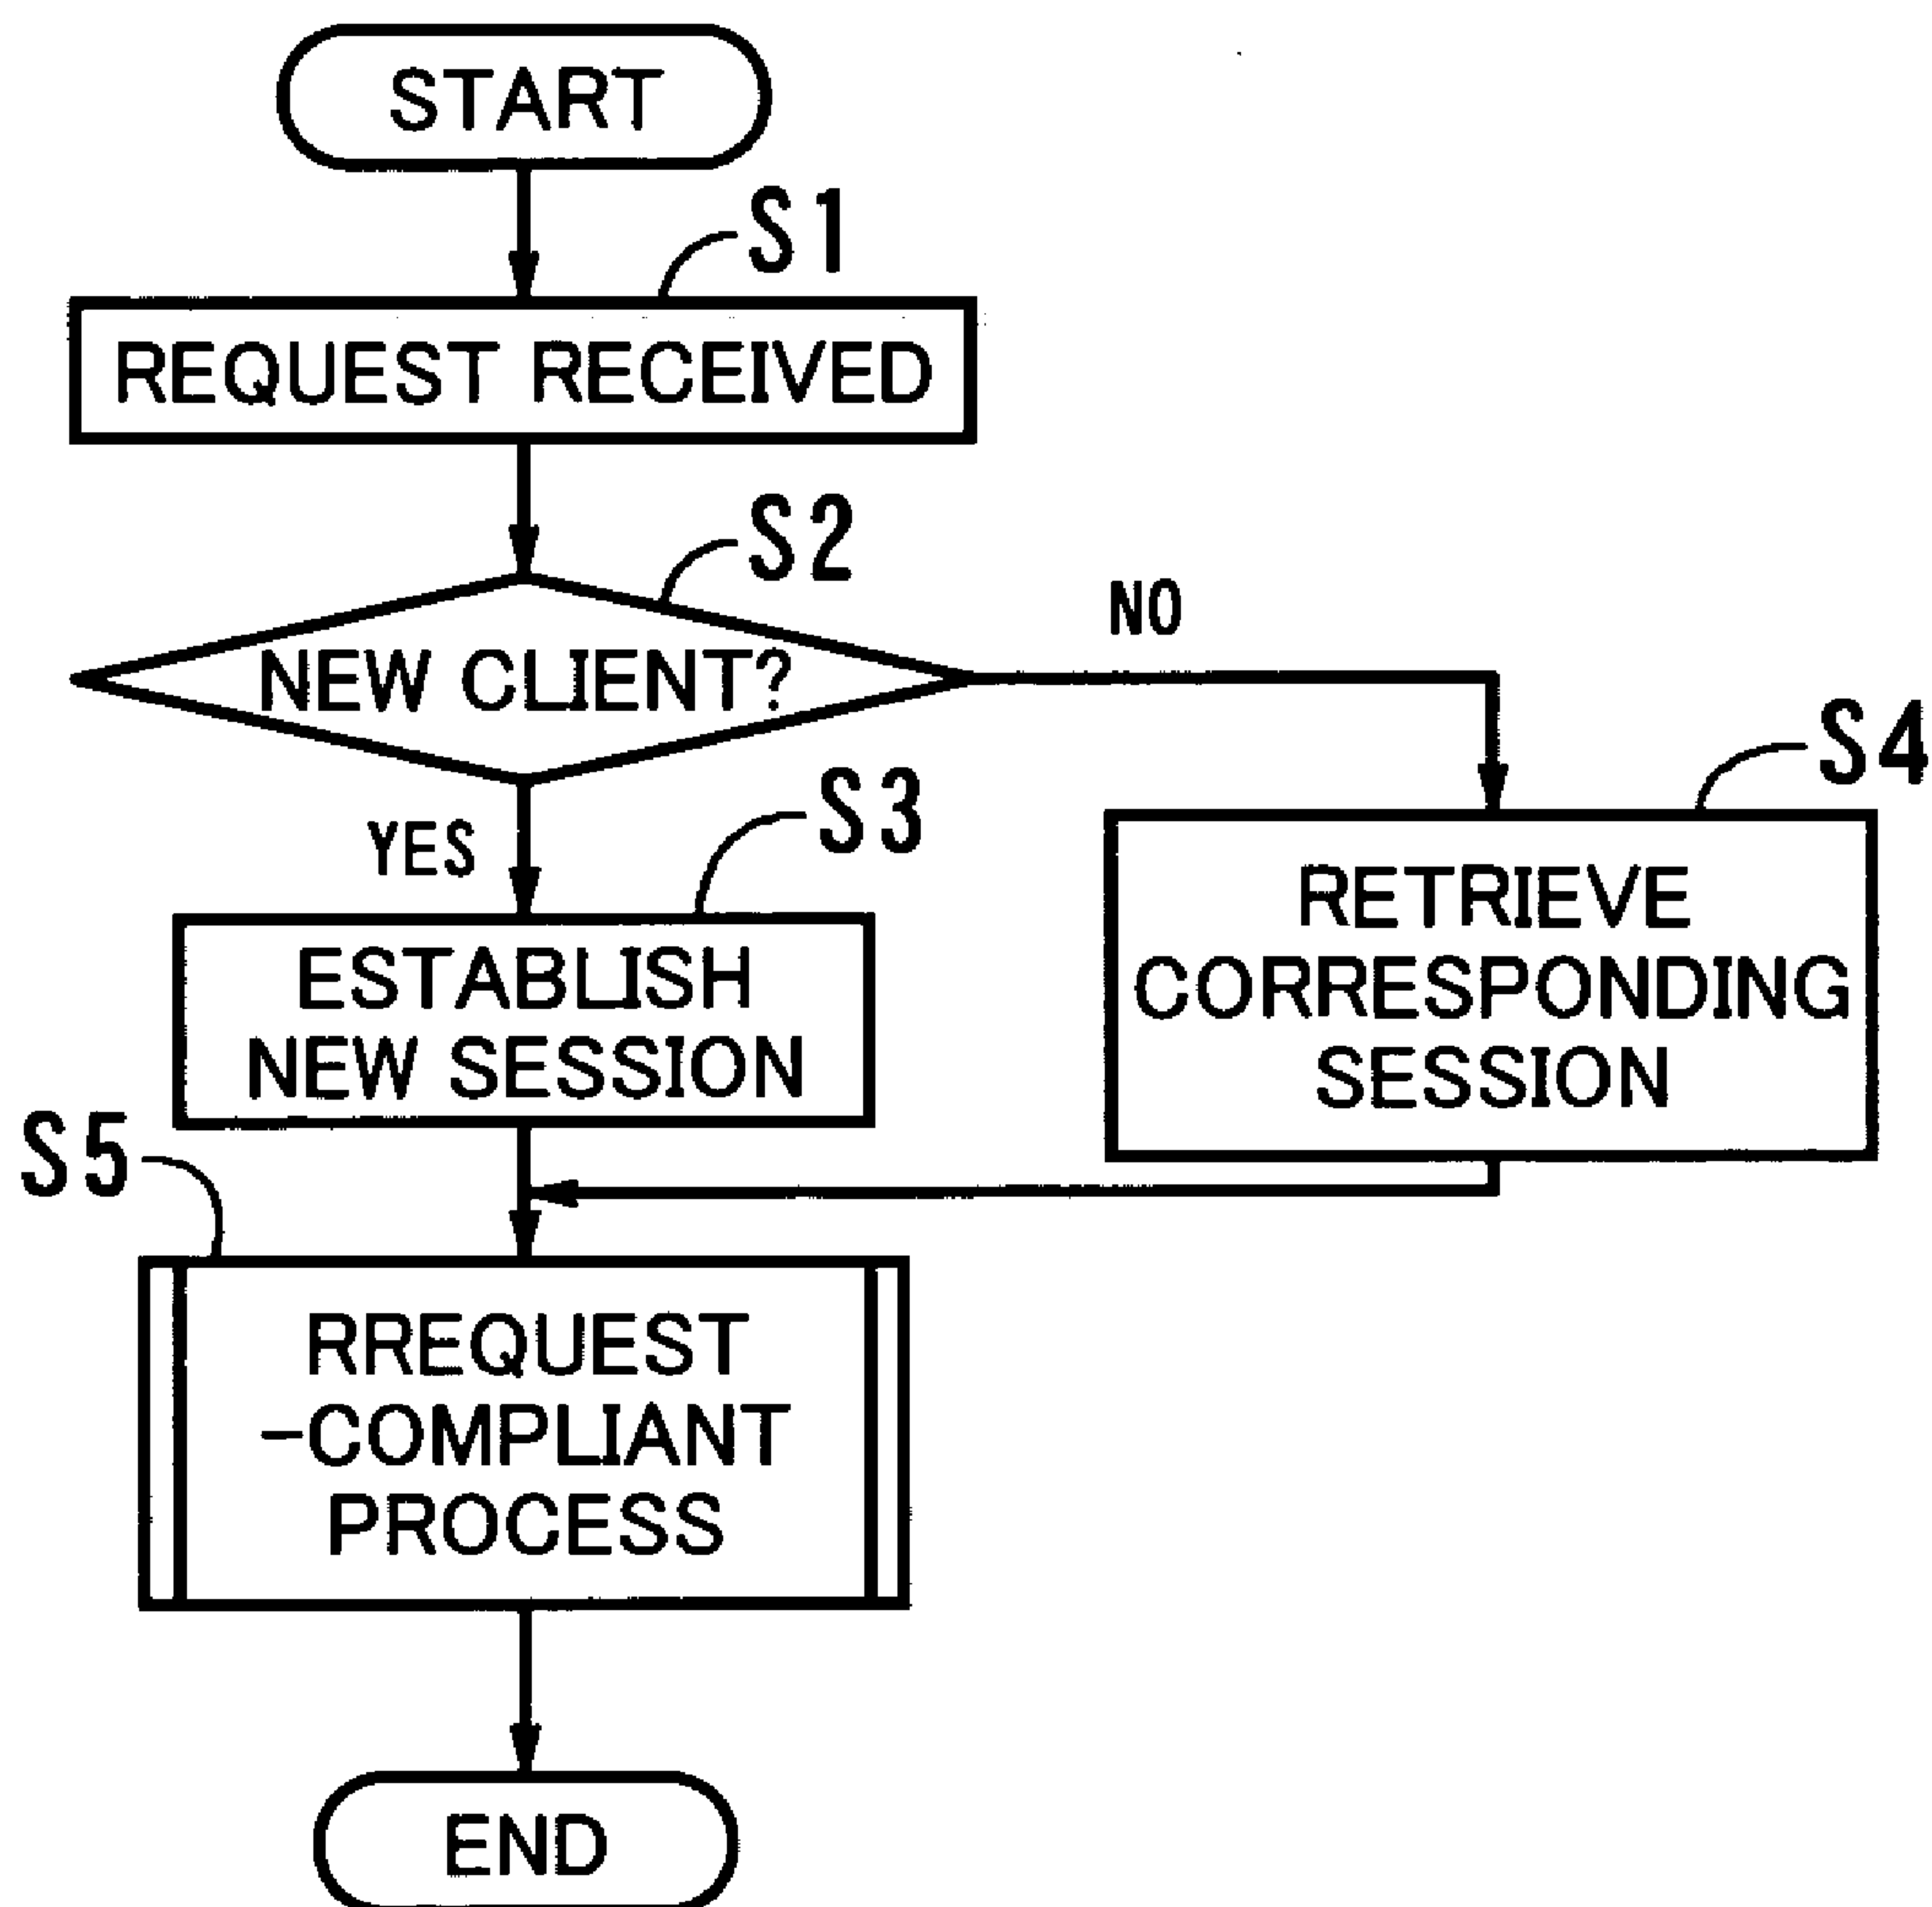 START
S1
REQUEST RECEIVED
S2
NEW CLIENT?
NO
YES
S3
S4
ESTABLISH
NEW SESSION
RETRIEVE
CORRESPONDING
SESSION
S5
RREQUEST
-COMPLIANT
PROCESS
END